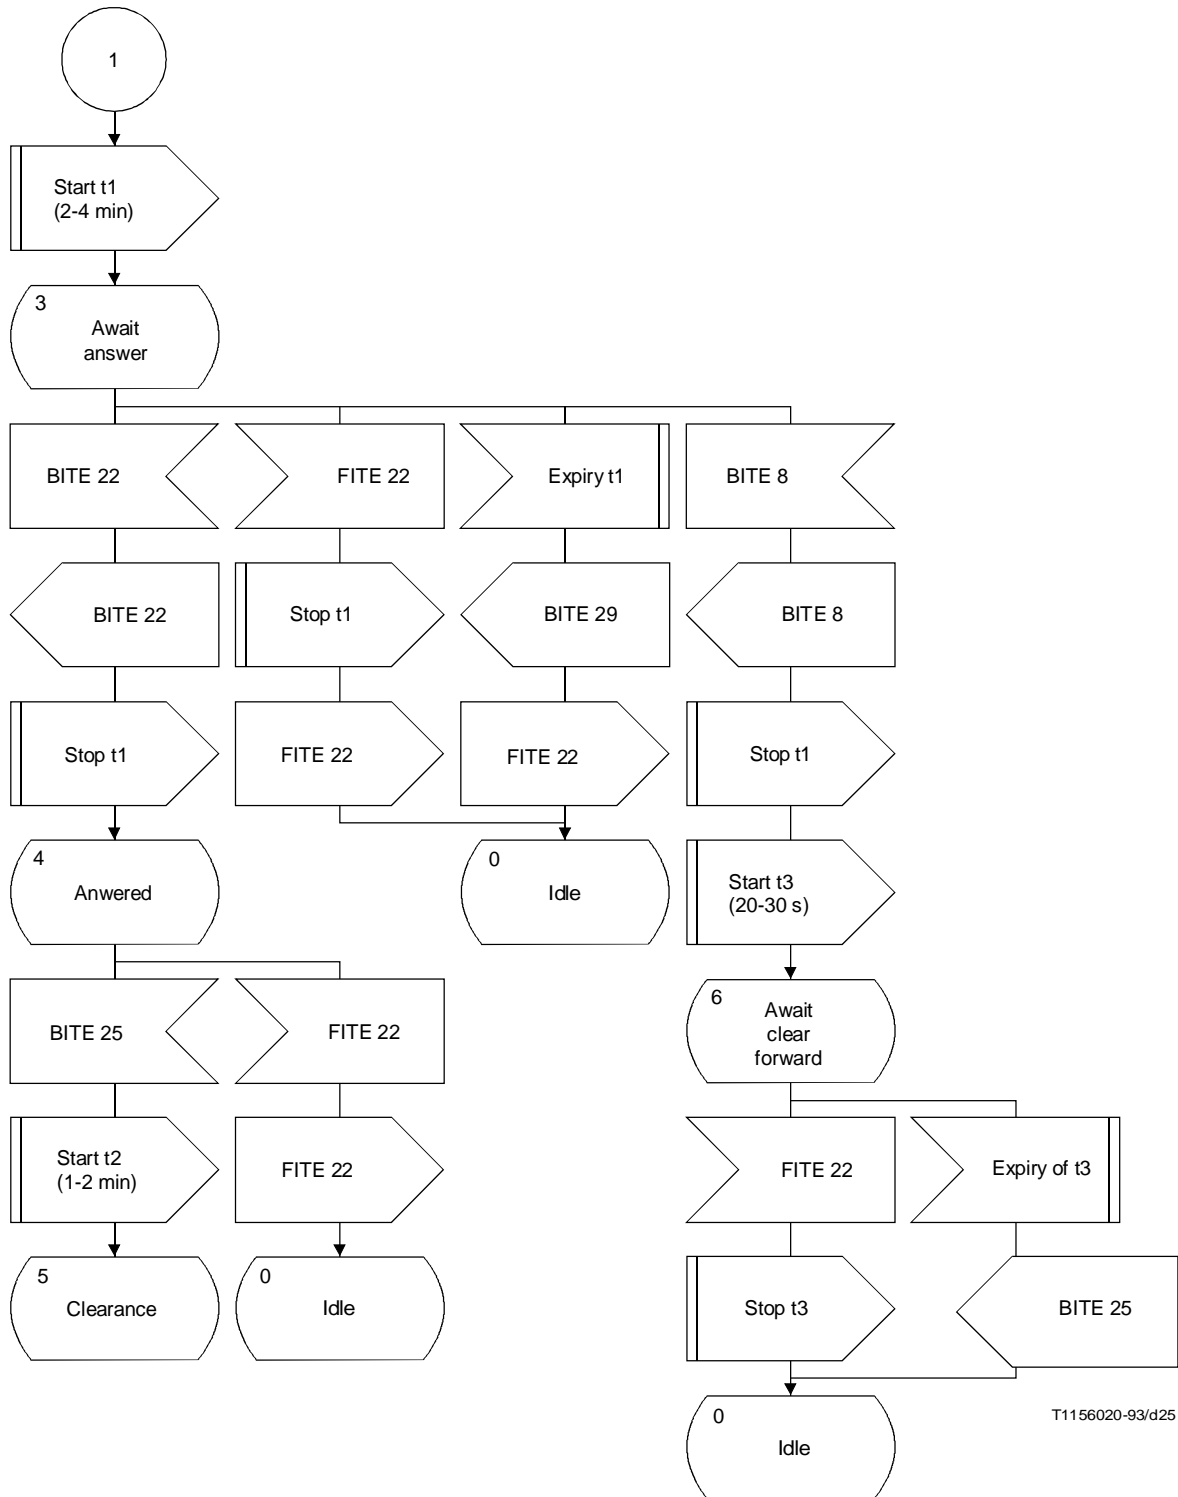 1
Start t1
(2-4 min)
3
Await
answer
BITE 22
FITE 22
Expiry t1
BITE 8
BITE 22
Stop t1
BITE 29
BITE 8
Stop t1
FITE 22
FITE 22
Stop t1
4
Anwered
0
Idle
Start t3
(20-30 s)
BITE 25
FITE 22
6
Await
clear
forward
Start t2
(1-2 min)
FITE 22
FITE 22
Expiry of t3
5
Clearance
0
Idle
Stop t3
BITE 25
0
Idle
T1156020-93/d25